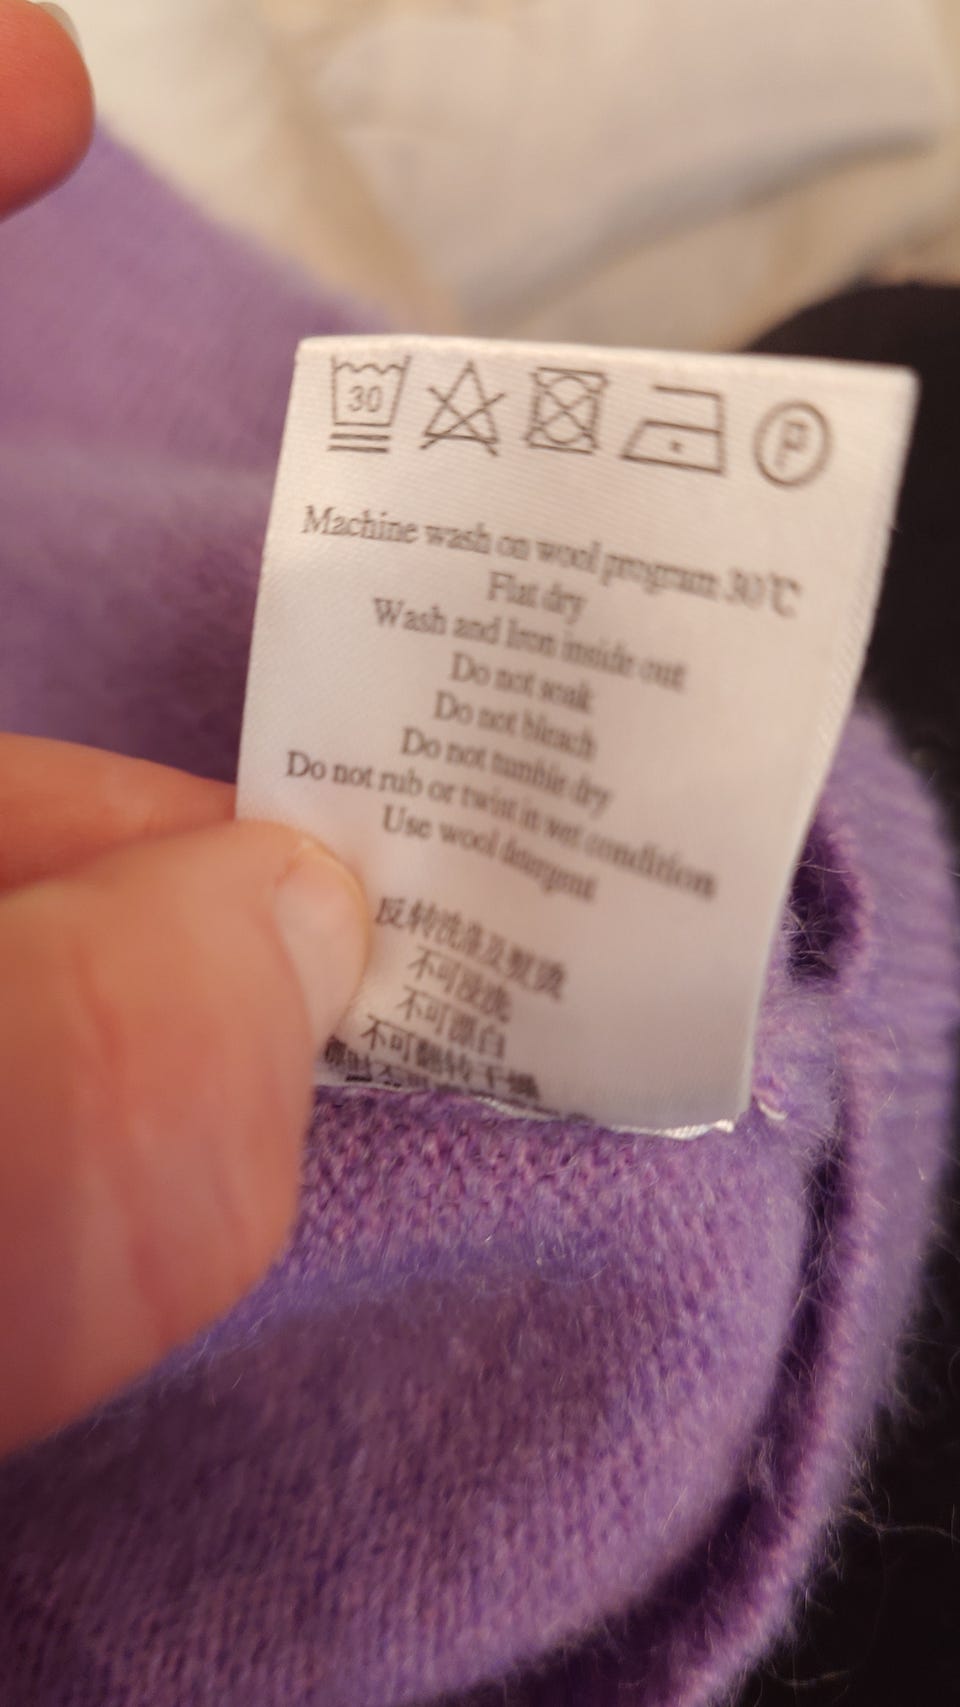 30
P
Machine wash on wool program 30℃
Flat dry
Wash and Iron inside out
Do not soak
Do not bleach
Do not tumble dry
Do not rub or twist in wet condition
Use wool detergent
反转洗涤及熨烫
不可浸洗
不可漂白
不可翻转干燥